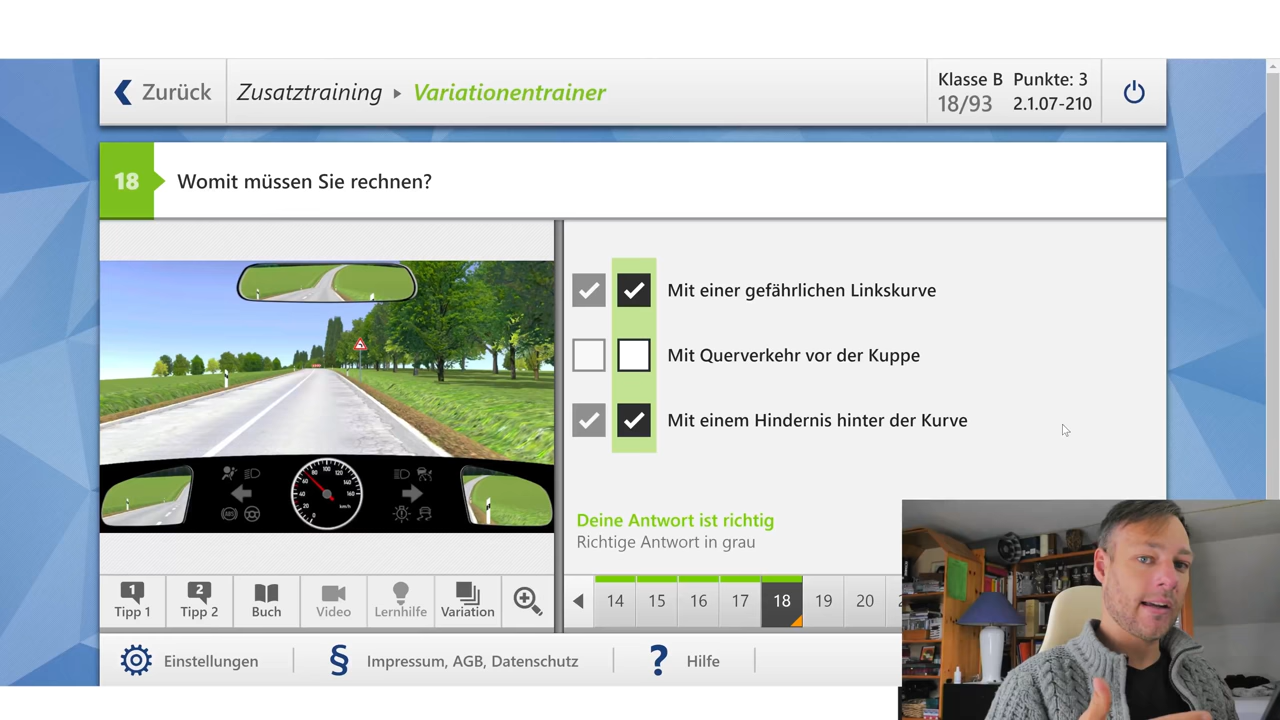 Zurück
Zusatztraining ▸ Variationentrainer
Klasse B Punkte: 3
18/93 2.1.07-210
18 Womit müssen Sie rechnen?
Mit einer gefährlichen Linkskurve
Mit Querverkehr vor der Kuppe
Mit einem Hindernis hinter der Kurve
Deine Antwort ist richtig
Richtige Antwort in grau
14 15 16 17 18 19 20
1 2
Tipp 1 Tipp 2 Buch Video Lernhilfe Variation
Einstellungen § Impressum, AGB, Datenschutz ? Hilfe